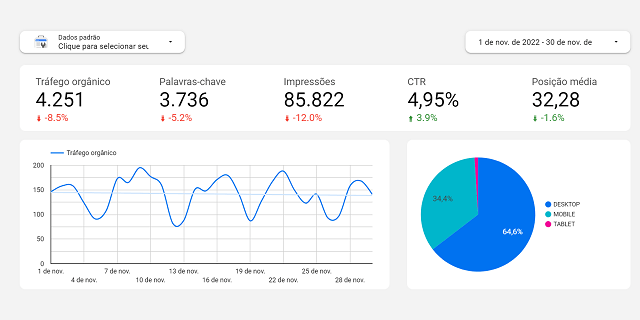 Dados padrão
Clique para selecionar seu
1 de nov. de 2022 - 30 de nov. de
Tráfego orgânico
4.251
-8.5%
Palavras-chave
3.736
-5.2%
Impressões
85.822
-12.0%
CTR
4,95%
3.9%
Posição média
32,28
-1.6%
Tráfego orgânico
200
150
100
50
0
1 de nov.
4 de nov.
7 de nov.
10 de nov.
13 de nov.
16 de nov.
19 de nov.
22 de nov.
25 de nov.
28 de nov.
34,4%
64,6%
DESKTOP
MOBILE
TABLET